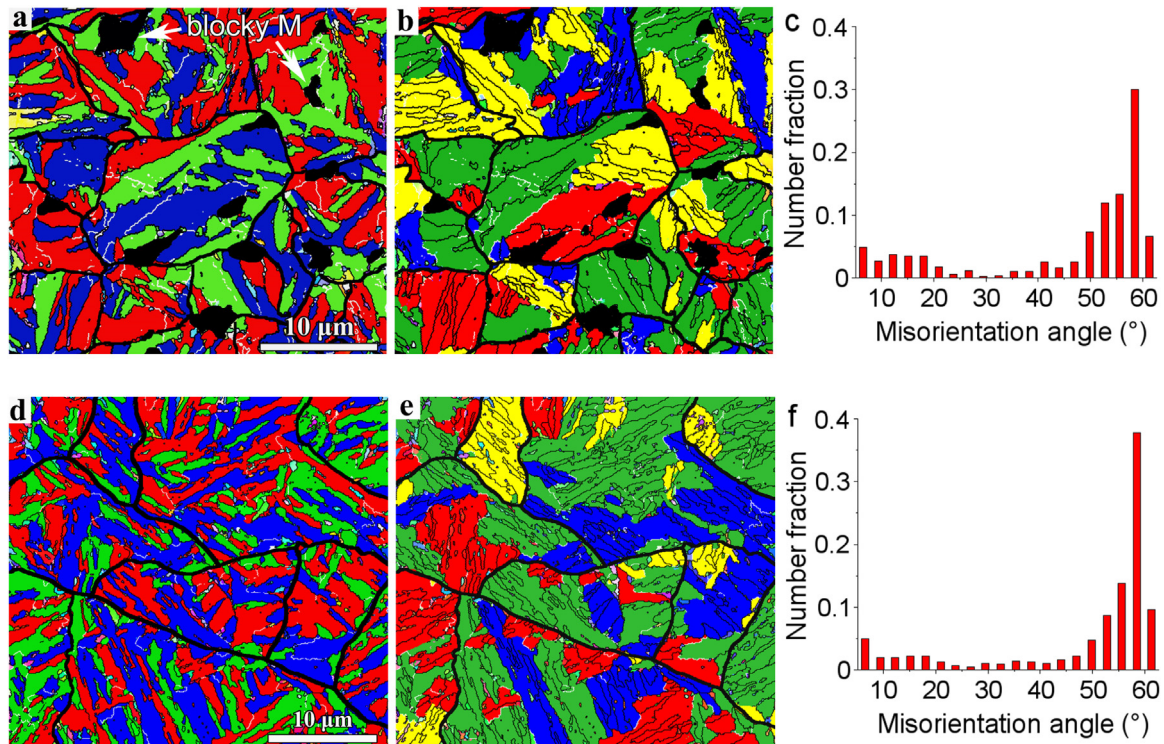 a
blocky M
10 μm
b
c
Number fraction
0.4
0.3
0.2
0.1
0
10 20 30 40 50 60
Misorientation angle (°)
d
10 μm
e
f
Number fraction
0.4
0.3
0.2
0.1
0
10 20 30 40 50 60
Misorientation angle (°)